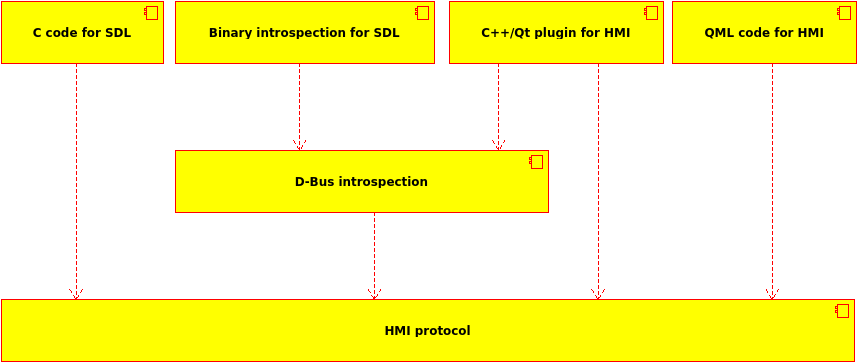 C code for SDL
Binary introspection for SDL
C++/Qt plugin for HMI
QML code for HMI
D-Bus introspection
HMI protocol